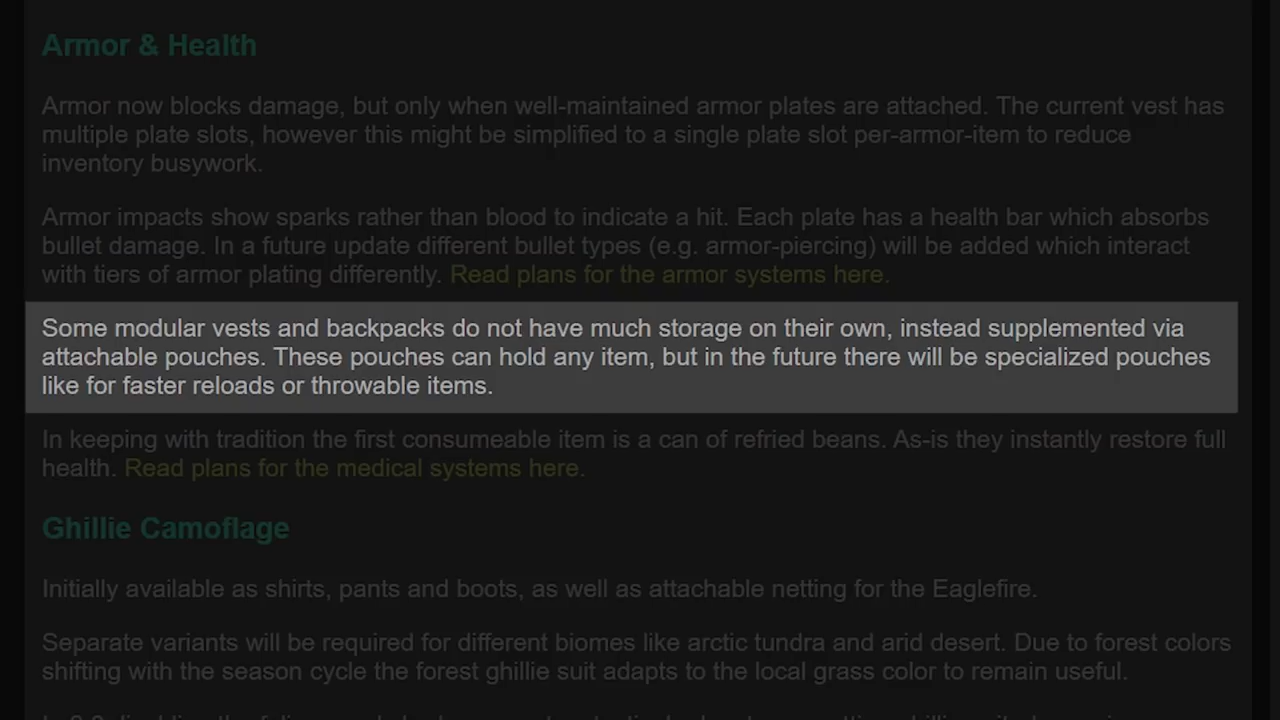 Armor & Health
Armor now blocks damage, but only when well-maintained armor plates are attached. The current vest has
multiple plate slots, however this might be simplified to a single plate slot per-armor-item to reduce
inventory busywork.
Armor impacts show sparks rather than blood to indicate a hit. Each plate has a health bar which absorbs
bullet damage. In a future update different bullet types (e.g. armor-piercing) will be added which interact
with tiers of armor plating differently. Read plans for the armor systems here.
Some modular vests and backpacks do not have much storage on their own, instead supplemented via
attachable pouches. These pouches can hold any item, but in the future there will be specialized pouches
like for faster reloads or throwable items.
In keeping with tradition the first consumeable item is a can of refried beans. As-is they instantly restore full
health. Read plans for the medical systems here.
Ghillie Camoflage
Initially available as shirts, pants and boots, as well as attachable netting for the Eaglefire.
Separate variants will be required for different biomes like arctic tundra and arid desert. Due to forest colors
shifting with the season cycle the forest ghillie suit adapts to the local grass color to remain useful.